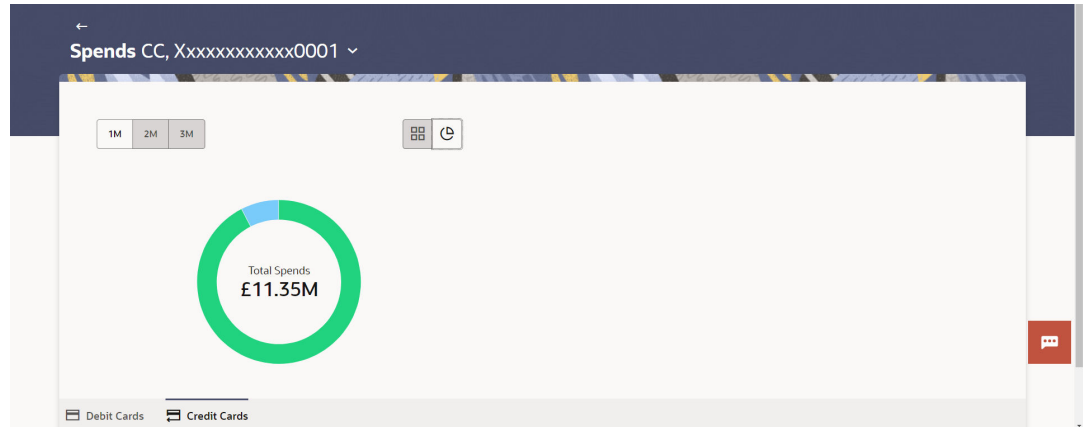 Spends CC, Xxxxxxxxxxxx0001
1M 2M 3M
Total Spends
£11.35M
Debit Cards Credit Cards